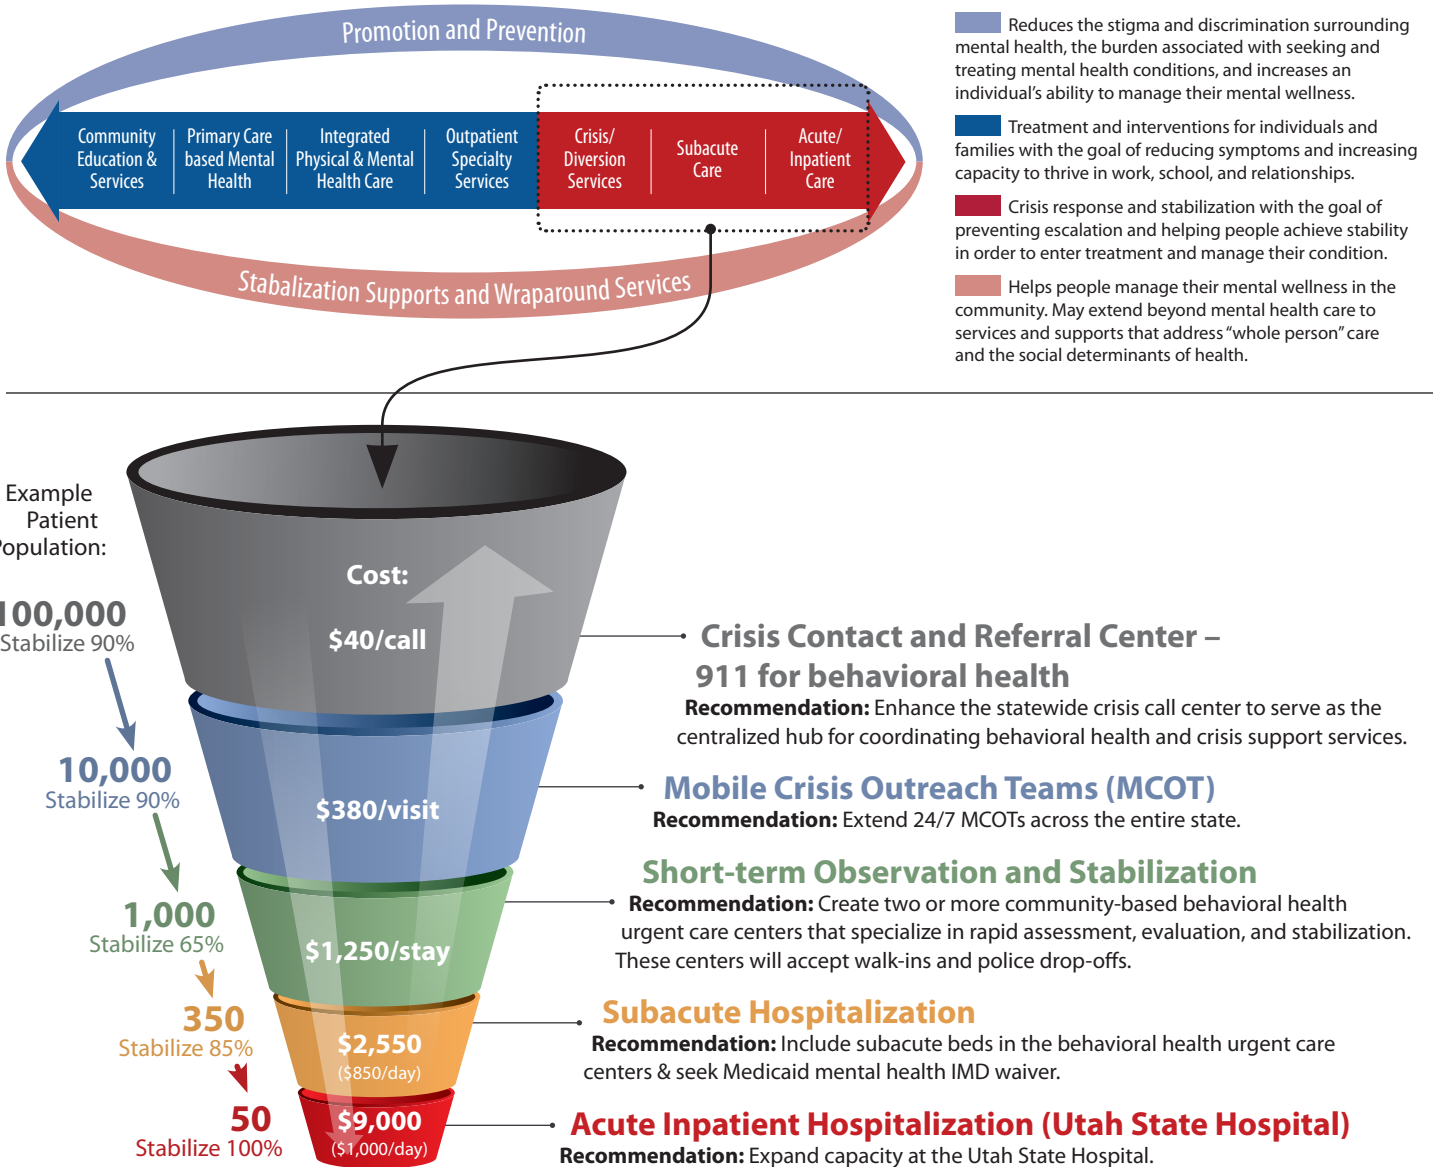 Promotion and Prevention
Community
Education &
Services
Primary Care
based Mental
Health
Integrated
Physical & Mental
Health Care
Outpatient
Specialty
Services
Crisis/
Diversion
Services
Subacute
Care
Acute/
Inpatient
Care
Stabalization Supports and Wraparound Services
Reduces the stigma and discrimination surrounding
mental health, the burden associated with seeking and
treating mental health conditions, and increases an
individual's ability to manage their mental wellness.
Treatment and interventions for individuals and
families with the goal of reducing symptoms and increasing
capacity to thrive in work, school, and relationships.
Crisis response and stabilization with the goal of
preventing escalation and helping people achieve stability
in order to enter treatment and manage their condition.
Helps people manage their mental wellness in the
community. May extend beyond mental health care to
services and supports that address “whole person” care
and the social determinants of health.
Example
Patient
Population:
100,000
Stabilize 90%
10,000
Stabilize 90%
1,000
Stabilize 65%
350
Stabilize 85%
50
Stabilize 100%
Cost:
$40/call
$380/visit
$1,250/stay
$2,550
($850/day)
$9,000
($1,000/day)
Crisis Contact and Referral Center –
911 for behavioral health
Recommendation: Enhance the statewide crisis call center to serve as the
centralized hub for coordinating behavioral health and crisis support services.
Mobile Crisis Outreach Teams (MCOT)
Recommendation: Extend 24/7 MCOTs across the entire state.
Short-term Observation and Stabilization
Recommendation: Create two or more community-based behavioral health
urgent care centers that specialize in rapid assessment, evaluation, and stabilization.
These centers will accept walk-ins and police drop-offs.
Subacute Hospitalization
Recommendation: Include subacute beds in the behavioral health urgent care
centers & seek Medicaid mental health IMD waiver.
Acute Inpatient Hospitalization (Utah State Hospital)
Recommendation: Expand capacity at the Utah State Hospital.